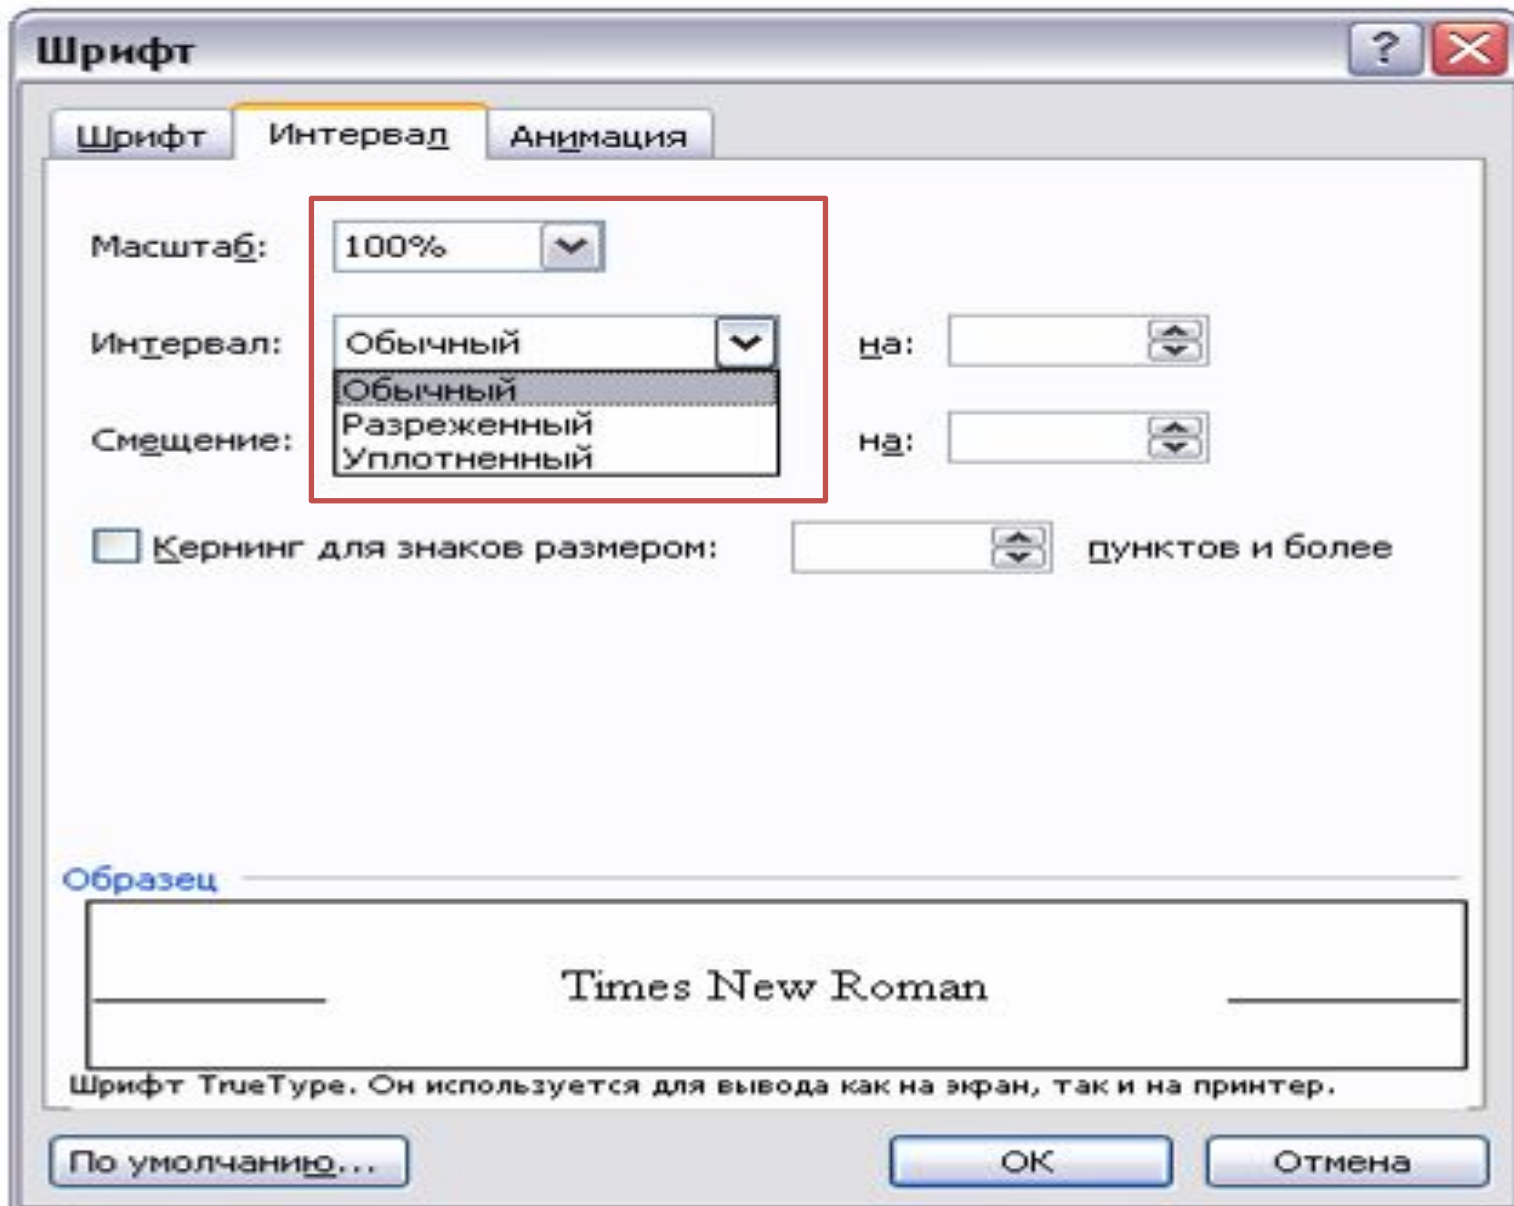 Шрифт
?
Шрифт Интервал Анимация
Масштаб: 100%
Интервал: Обычный на:
Обычный
Разреженный
Смещение: на:
Уплотненный
Кернинг для знаков размером: пунктов и более
Образец
Times New Roman
Шрифт TrueType. Он используется для вывода как на экран, так и на принтер.
По умолчанию... ОК Отмена